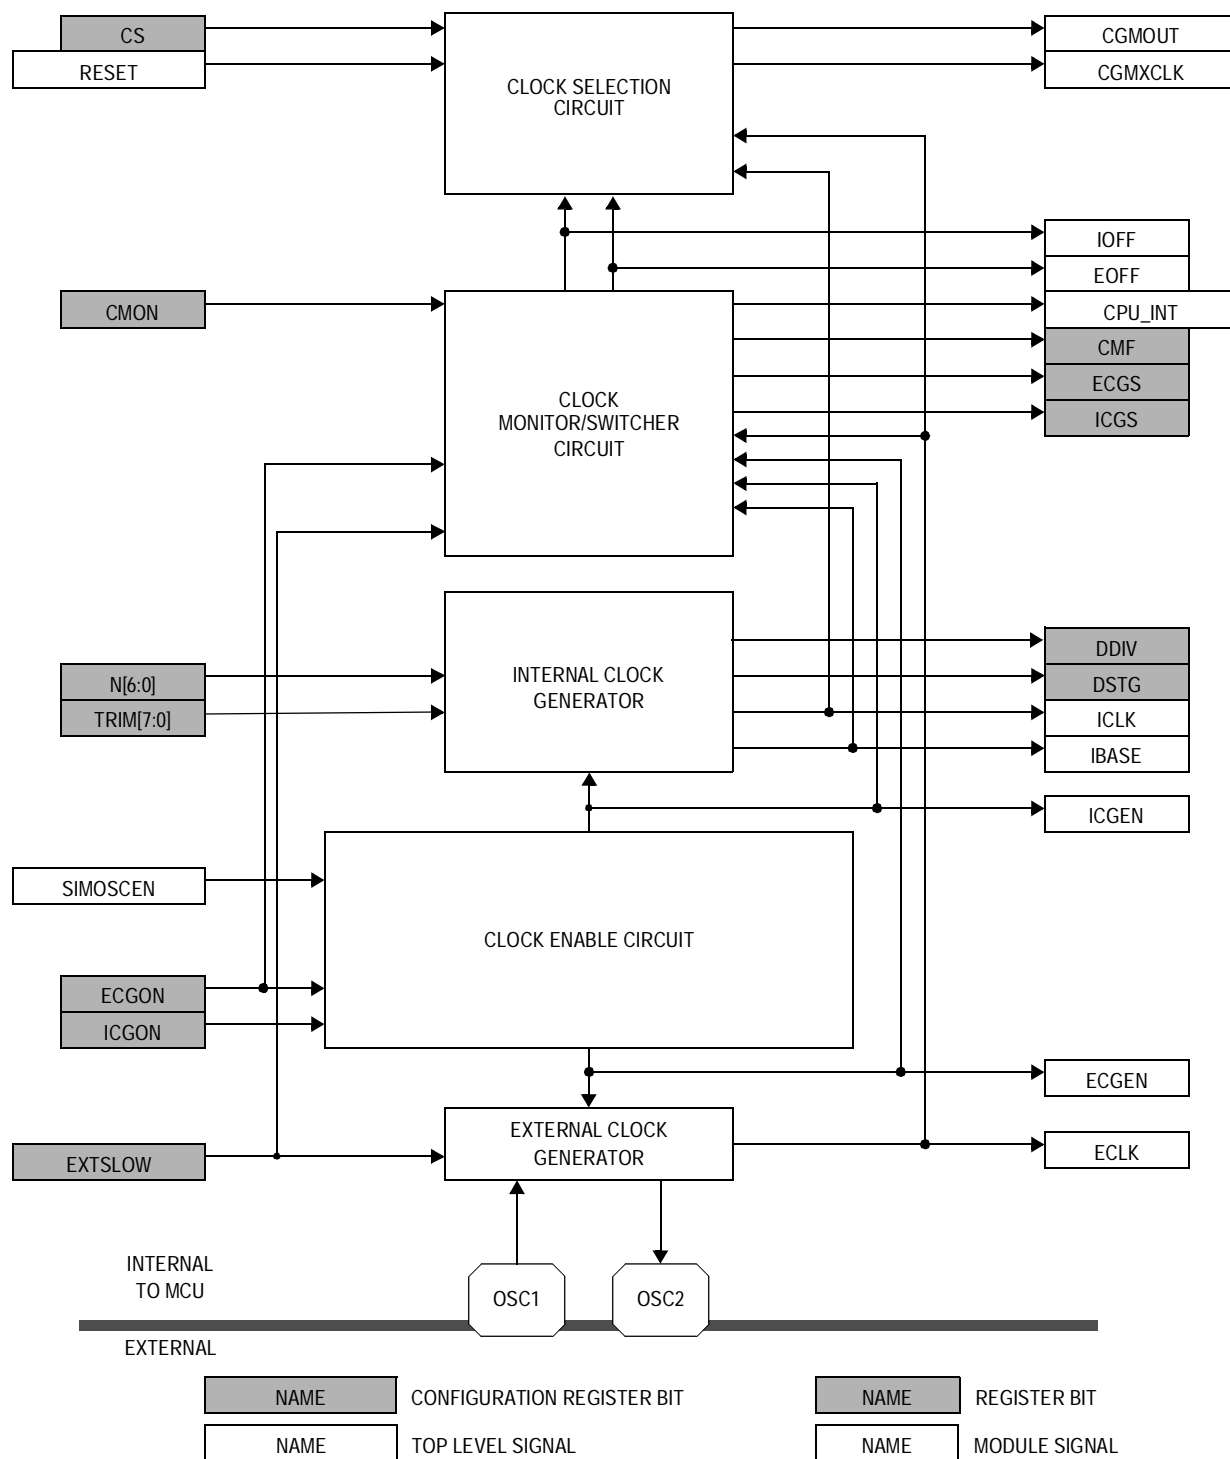 CS
RESET
CLOCK SELECTION
CIRCUIT
CGMOUT
CGMXCLK
IOFF
EOFF
CPU_INT
CMF
ECGS
ICGS
CMON
CLOCK
MONITOR/SWITCHER
CIRCUIT
N[6:0]
TRIM[7:0]
INTERNAL CLOCK
GENERATOR
DDIV
DSTG
ICLK
IBASE
ICGEN
SIMOSCEN
CLOCK ENABLE CIRCUIT
ECGON
ICGON
ECGEN
EXTSLOW
EXTERNAL CLOCK
GENERATOR
ECLK
INTERNAL
TO MCU
OSC1
OSC2
EXTERNAL
NAME CONFIGURATION REGISTER BIT
NAME REGISTER BIT
NAME TOP LEVEL SIGNAL
NAME MODULE SIGNAL